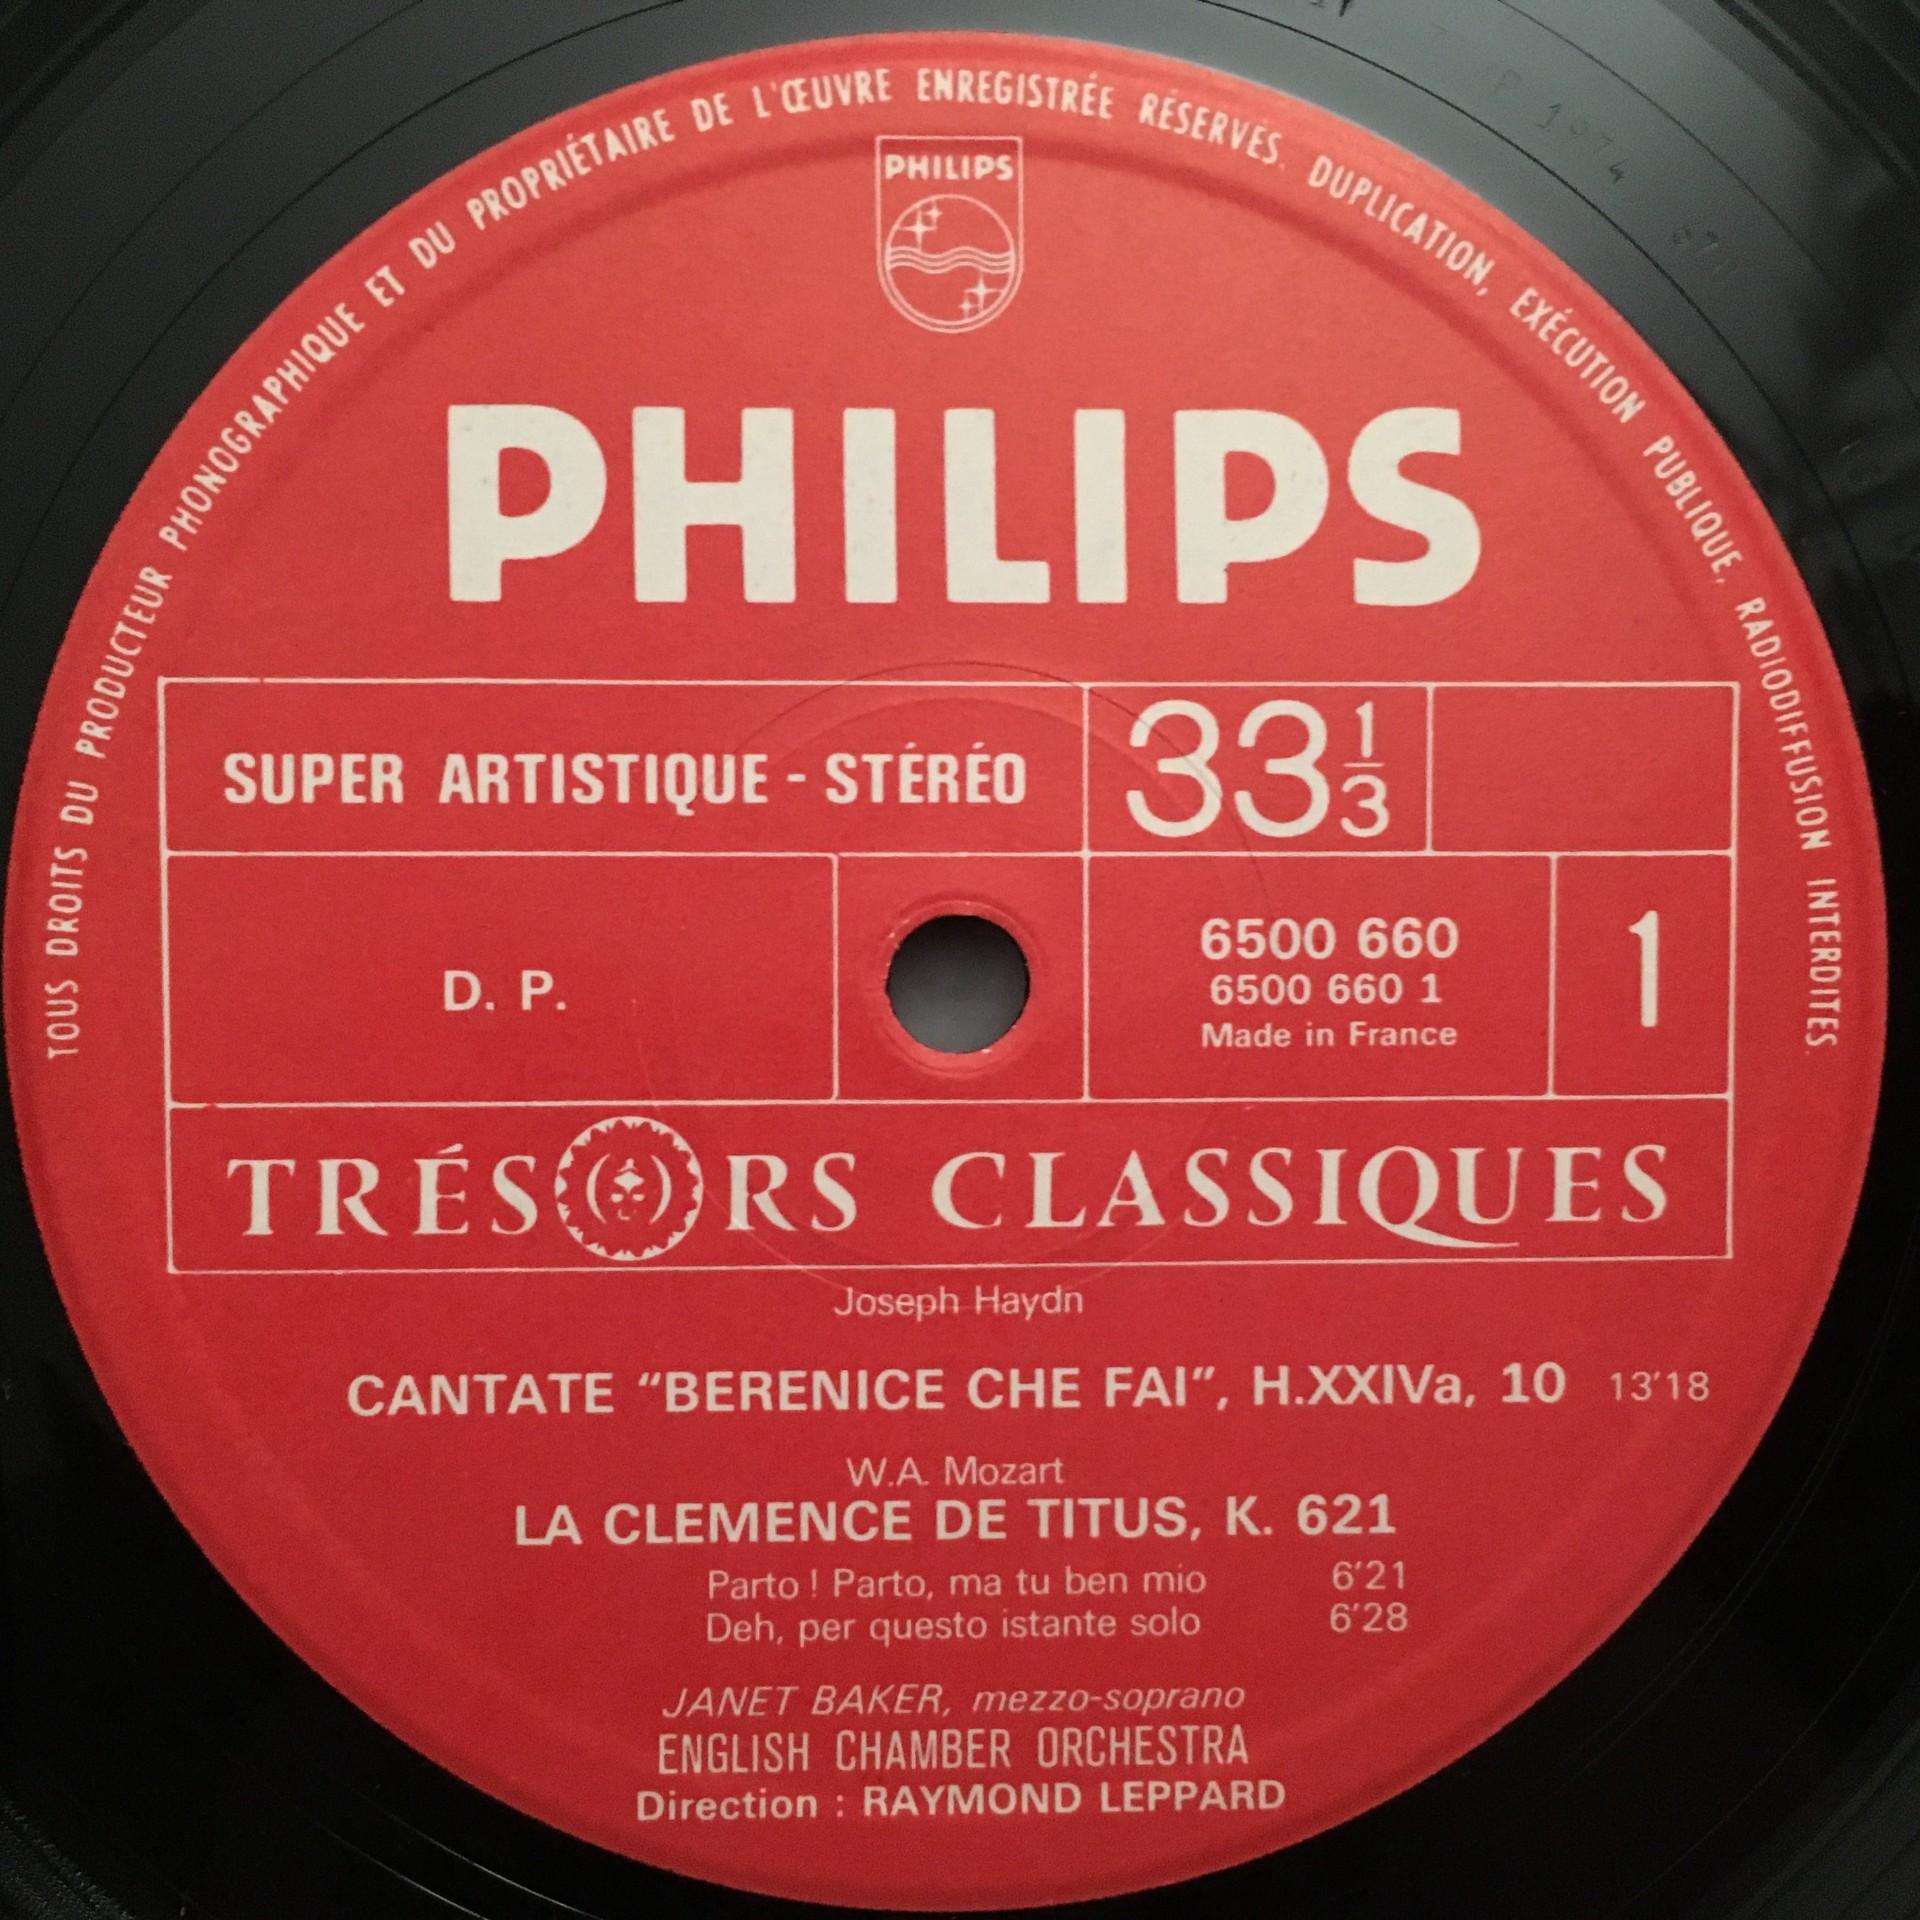 TOUS DROITS DU PRODUCTEUR PHONOGRAPHIQUE ET DU PROPRIÉTAIRE DE L'ŒUVRE ENREGISTRÉE RÉSERVÉS. DUPLICATION, EXÉCUTION PUBLIQUE, RADIODIFFUSION INTERDITES.
PHILIPS
PHILIPS
SUPER ARTISTIQUE - STÉRÉO
33 1/3
D. P.
6500 660
6500 660 1
Made in France
1
TRÉSORS CLASSIQUES
Joseph Haydn
CANTATE "BERENICE CHE FAI", H.XXIVa, 10 13'18
W.A. Mozart
LA CLEMENCE DE TITUS, K. 621
Parto ! Parto, ma tu ben mio 6'21
Deh, per questo istante solo 6'28
JANET BAKER, mezzo-soprano
ENGLISH CHAMBER ORCHESTRA
Direction : RAYMOND LEPPARD
P 1974